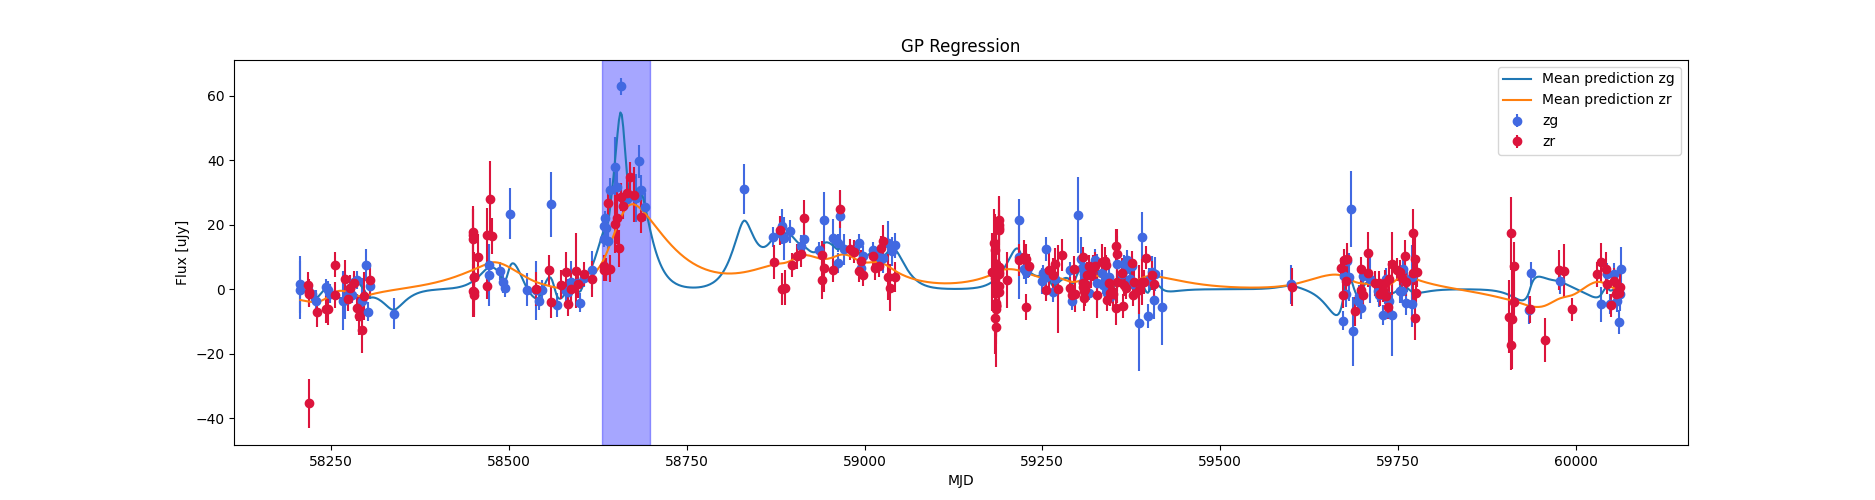 GP Regression
Mean prediction zg
Mean prediction zr
zg
zr
Flux [uJy]
60
40
20
0
−20
−40
58250 58500 58750 59000 59250 59500 59750 60000
MJD